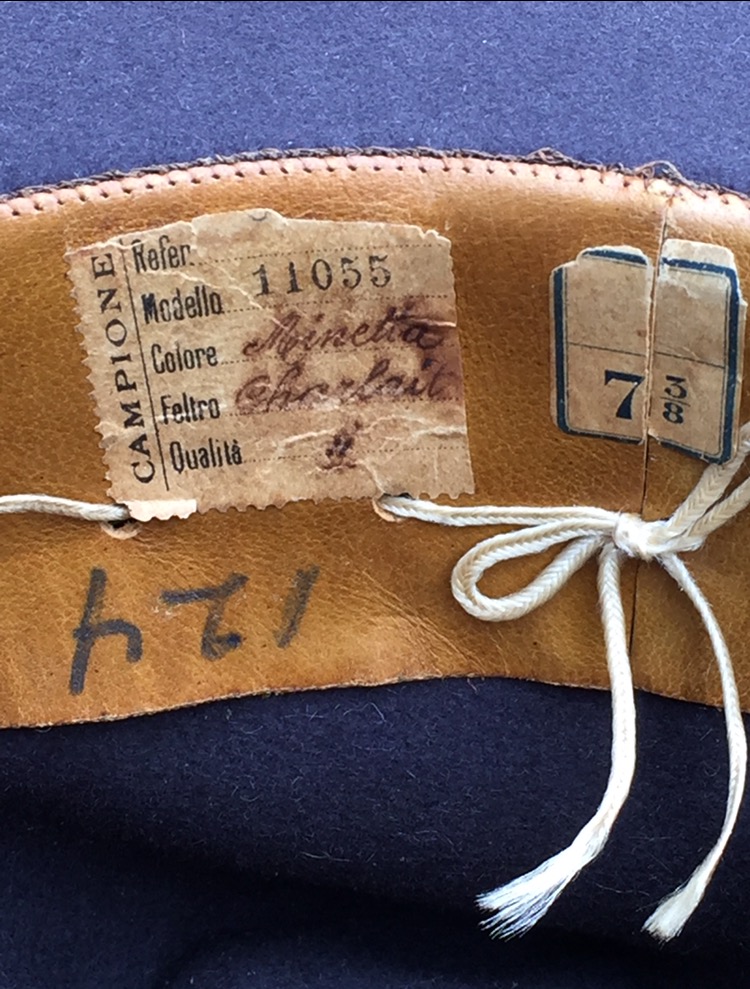 CAMPIONE
Refer.
Modello 11055
Colore Minetta
Feltro
Qualità
7 3/8
124